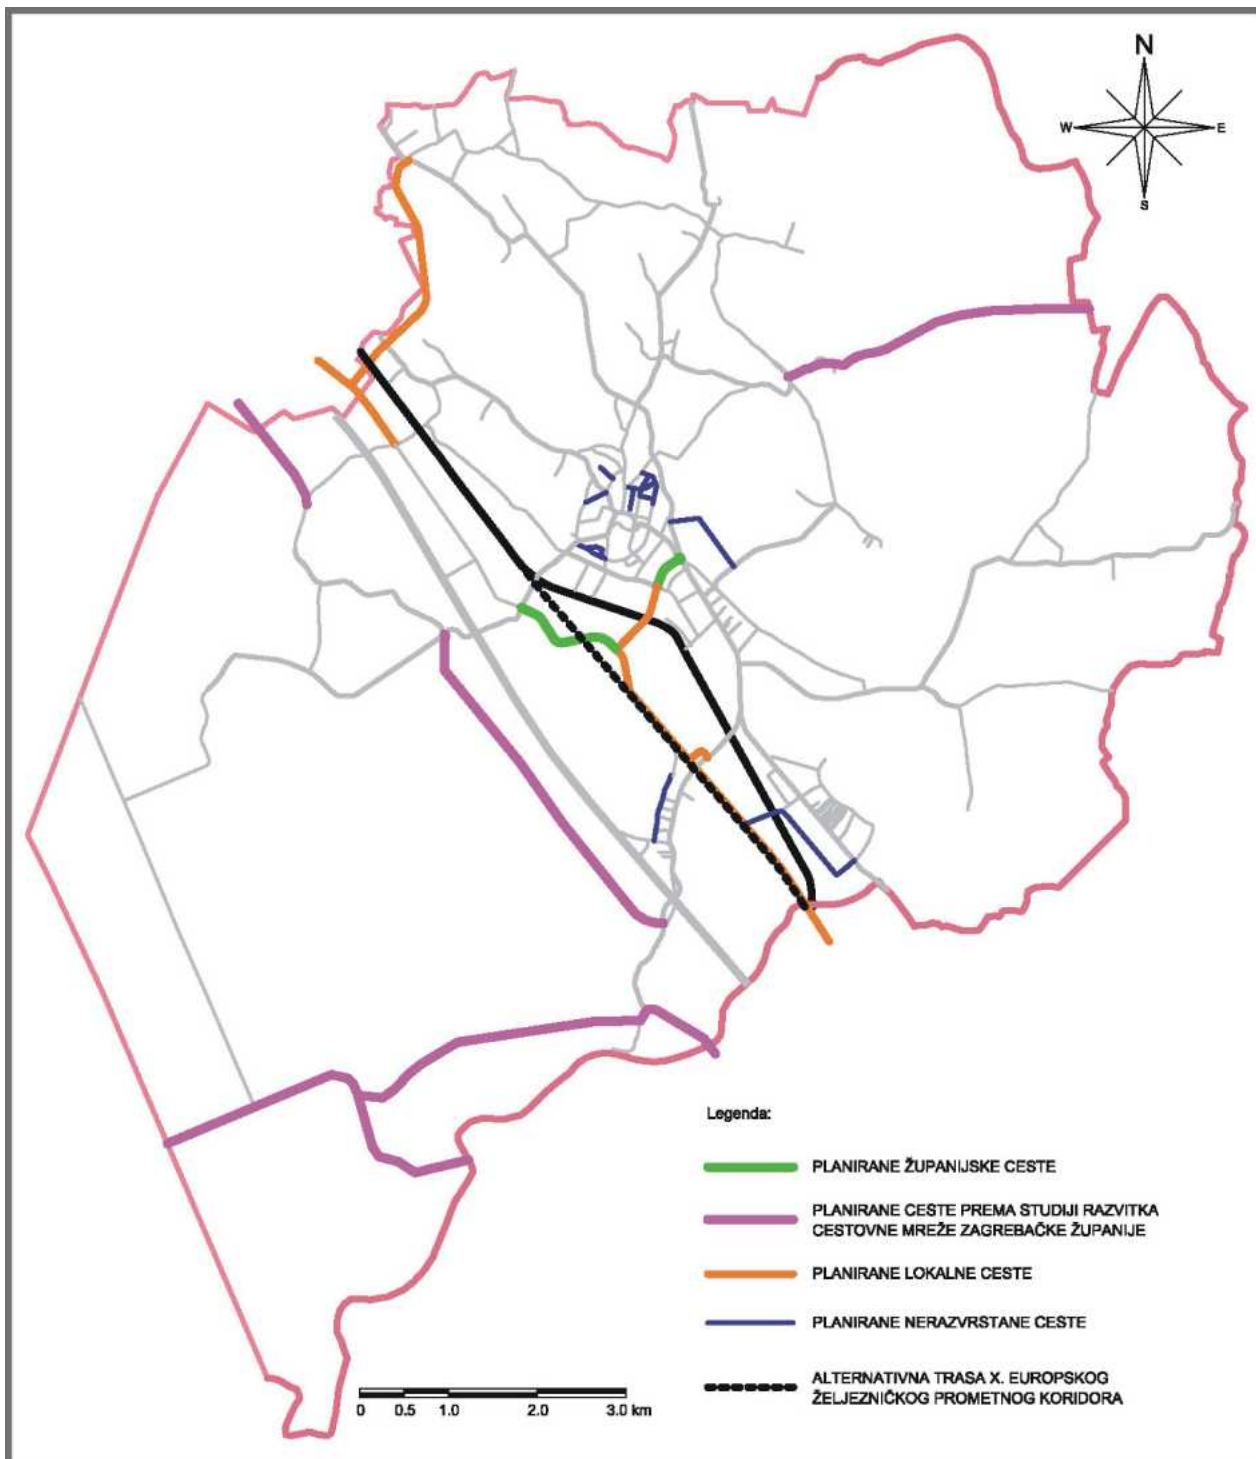 N
W E
S
Legenda:
PLANIRANE ŽUPANIJSKE CESTE
PLANIRANE CESTE PREMA STUDIJI RAZVITKA
CESTOVNE MREŽE ZAGREBAČKE ŽUPANIJE
PLANIRANE LOKALNE CESTE
PLANIRANE NERAZVRSTANE CESTE
ALTERNATIVNA TRASA X. EUROPSKOG
ŽELJEZNIČKOG PROMETNOG KORIDORA
0 0.5 1.0 2.0 3.0 km